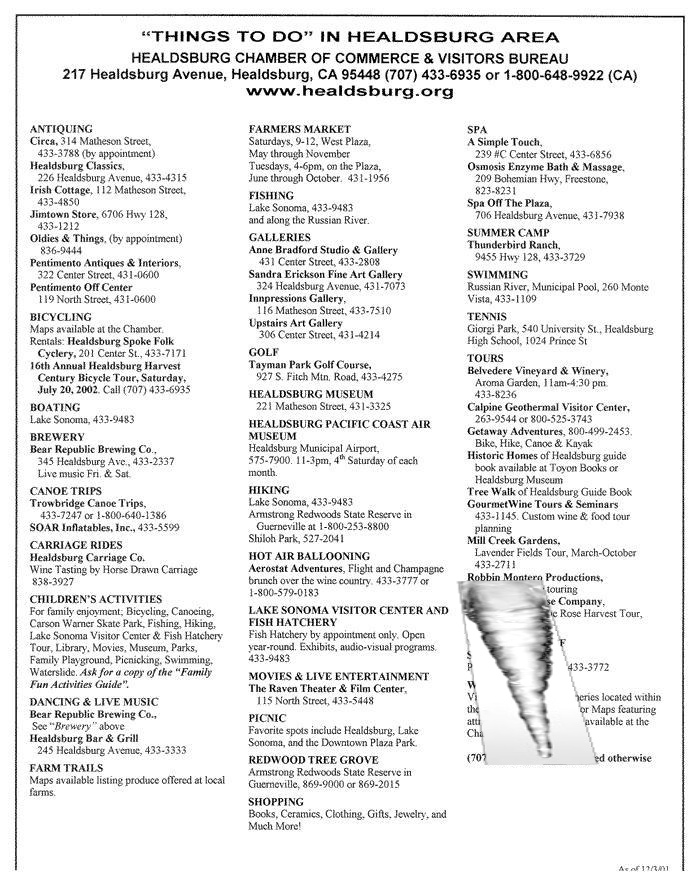 “THINGS TO DO” IN HEALDSBURG AREA
HEALDSBURG CHAMBER OF COMMERCE & VISITORS BUREAU
217 Healdsburg Avenue, Healdsburg, CA 95448 (707) 433-6935 or 1-800-648-9922 (CA)
www.healdsburg.org
ANTIQUING
Circa, 314 Matheson Street,
433-3788 (by appointment)
Healdsburg Classics,
226 Healdsburg Avenue, 433-4315
Irish Cottage, 112 Matheson Street,
433-4850
Jimtown Store, 6706 Hwy 128,
433-1212
Oldies & Things, (by appointment)
836-9444
Pentimento Antiques & Interiors,
322 Center Street, 431-0600
Pentimento Off Center
119 North Street, 431-0600
BICYCLING
Maps available at the Chamber.
Rentals: Healdsburg Spoke Folk
Cyclery, 201 Center St., 433-7171
16th Annual Healdsburg Harvest
Century Bicycle Tour, Saturday,
July 20, 2002. Call (707) 433-6935
BOATING
Lake Sonoma, 433-9483
BREWERY
Bear Republic Brewing Co.,
345 Healdsburg Ave., 433-2337
Live music Fri. & Sat.
CANOE TRIPS
Trowbridge Canoe Trips,
433-7247 or 1-800-640-1386
SOAR Inflatables, Inc., 433-5599
CARRIAGE RIDES
Healdsburg Carriage Co.
Wine Tasting by Horse Drawn Carriage
838-3927
CHILDREN’S ACTIVITIES
For family enjoyment; Bicycling, Canoeing,
Carson Warner Skate Park, Fishing, Hiking,
Lake Sonoma Visitor Center & Fish Hatchery
Tour, Library, Movies, Museum, Parks,
Family Playground, Picnicking, Swimming,
Waterslide. Ask for a copy of the “Family
Fun Activities Guide”.
DANCING & LIVE MUSIC
Bear Republic Brewing Co.,
See “Brewery” above
Healdsburg Bar & Grill
245 Healdsburg Avenue, 433-3333
FARM TRAILS
Maps available listing produce offered at local
farms.
FARMERS MARKET
Saturdays, 9-12, West Plaza,
May through November
Tuesdays, 4-6pm, on the Plaza,
June through October. 431-1956
FISHING
Lake Sonoma, 433-9483
and along the Russian River.
GALLERIES
Anne Bradford Studio & Gallery
431 Center Street, 433-2808
Sandra Erickson Fine Art Gallery
324 Healdsburg Avenue, 431-7073
Innpressions Gallery,
116 Matheson Street, 433-7510
Upstairs Art Gallery
306 Center Street, 431-4214
GOLF
Tayman Park Golf Course,
927 S. Fitch Mtn. Road, 433-4275
HEALDSBURG MUSEUM
221 Matheson Street, 431-3325
HEALDSBURG PACIFIC COAST AIR
MUSEUM
Healdsburg Municipal Airport,
575-7900. 11-3pm, 4th Saturday of each
month.
HIKING
Lake Sonoma, 433-9483
Armstrong Redwoods State Reserve in
Guerneville at 1-800-253-8800
Shiloh Park, 527-2041
HOT AIR BALLOONING
Aerostat Adventures, Flight and Champagne
brunch over the wine country. 433-3777 or
1-800-579-0183
LAKE SONOMA VISITOR CENTER AND
FISH HATCHERY
Fish Hatchery by appointment only. Open
year-round. Exhibits, audio-visual programs.
433-9483
MOVIES & LIVE ENTERTAINMENT
The Raven Theater & Film Center,
115 North Street, 433-5448
PICNIC
Favorite spots include Healdsburg, Lake
Sonoma, and the Downtown Plaza Park.
REDWOOD TREE GROVE
Armstrong Redwoods State Reserve in
Guerneville, 869-9000 or 869-2015
SHOPPING
Books, Ceramics, Clothing, Gifts, Jewelry, and
Much More!
SPA
A Simple Touch,
239 #C Center Street, 433-6856
Osmosis Enzyme Bath & Massage,
209 Bohemian Hwy, Freestone,
823-8231
Spa Off The Plaza,
706 Healdsburg Avenue, 431-7938
SUMMER CAMP
Thunderbird Ranch,
9455 Hwy 128, 433-3729
SWIMMING
Russian River, Municipal Pool, 260 Monte
Vista, 433-1109
TENNIS
Giorgi Park, 540 University St., Healdsburg
High School, 1024 Prince St
TOURS
Belvedere Vineyard & Winery,
Aroma Garden, 11am-4:30 pm.
433-8236
Calpine Geothermal Visitor Center,
263-9544 or 800-525-3743
Getaway Adventures, 800-499-2453.
Bike, Hike, Canoe & Kayak
Historic Homes of Healdsburg guide
book available at Toyon Books or
Healdsburg Museum
Tree Walk of Healdsburg Guide Book
GourmetWine Tours & Seminars
433-1145. Custom wine & food tour
planning
Mill Creek Gardens,
Lavender Fields Tour, March-October
433-2711
Robbin Montero Productions,
touring
Company,
Rose Harvest Tour,
433-3772
located within
or Maps featuring
available at the
(707
otherwise
As of 12/3/01